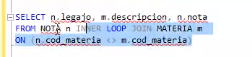 SELECT n.legajo, m.descripcion, n.nota
FROM NOTA n INNER LOOP JOIN MATERIA m
ON (n.cod_materia <> m.cod_materia)